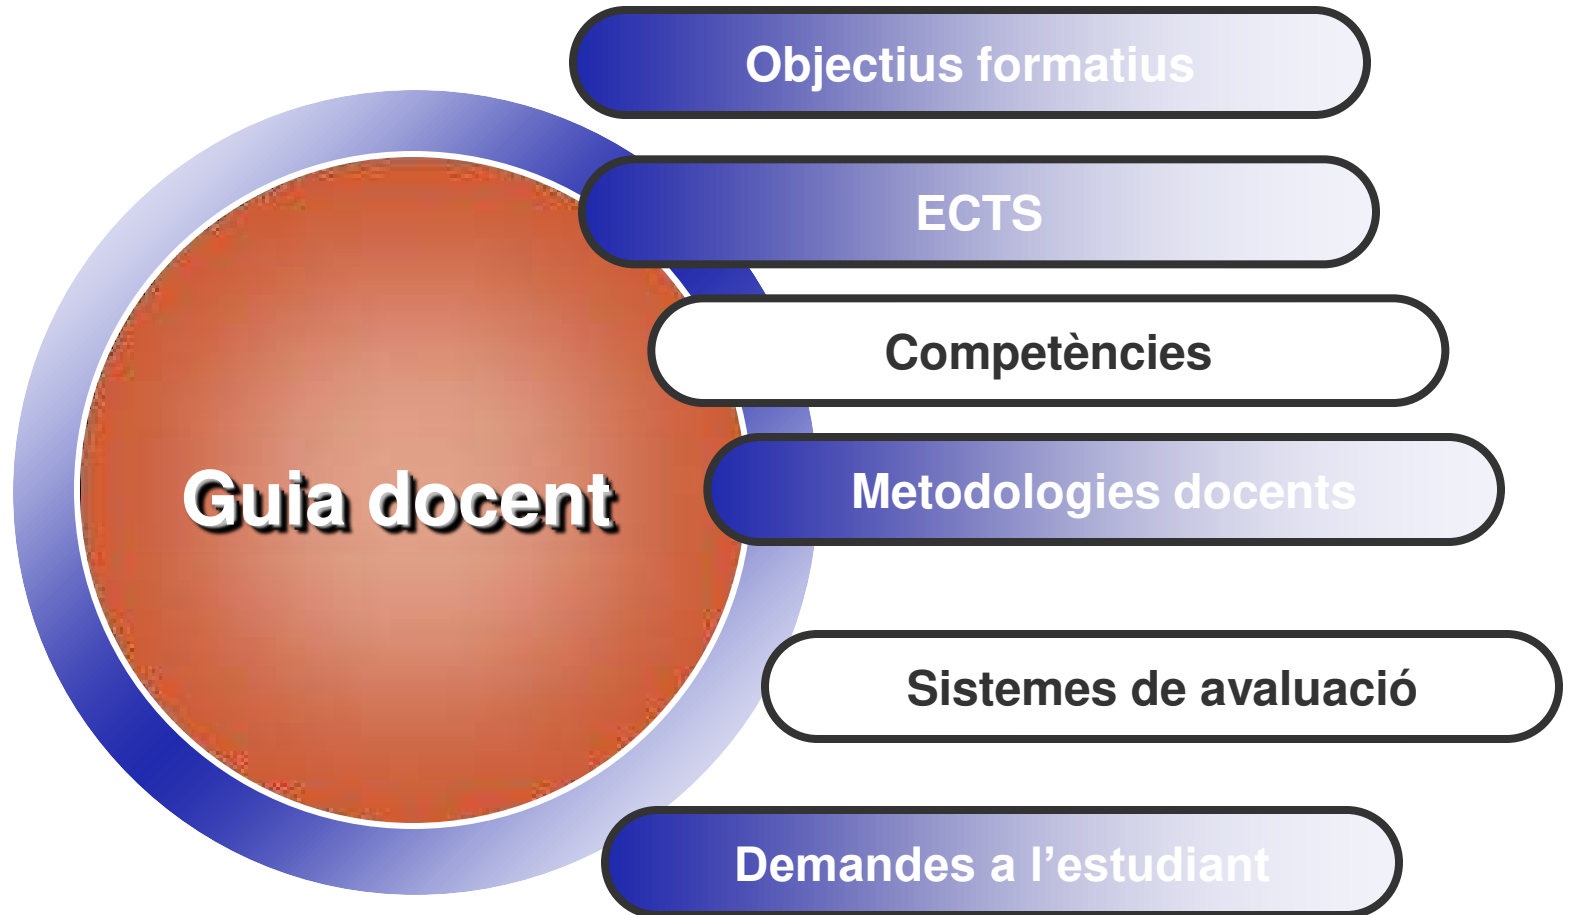 Objectius formatius
ECTS
Competències
Metodologies docents
Guia docent
Sistemes de avaluació
Demandes a l’estudiant